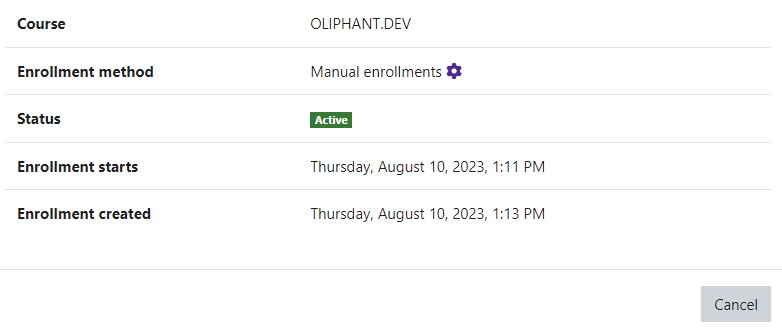 Course OLIPHANT.DEV
Enrollment method Manual enrollments
Status Active
Enrollment starts Thursday, August 10, 2023, 1:11 PM
Enrollment created Thursday, August 10, 2023, 1:13 PM
Cancel